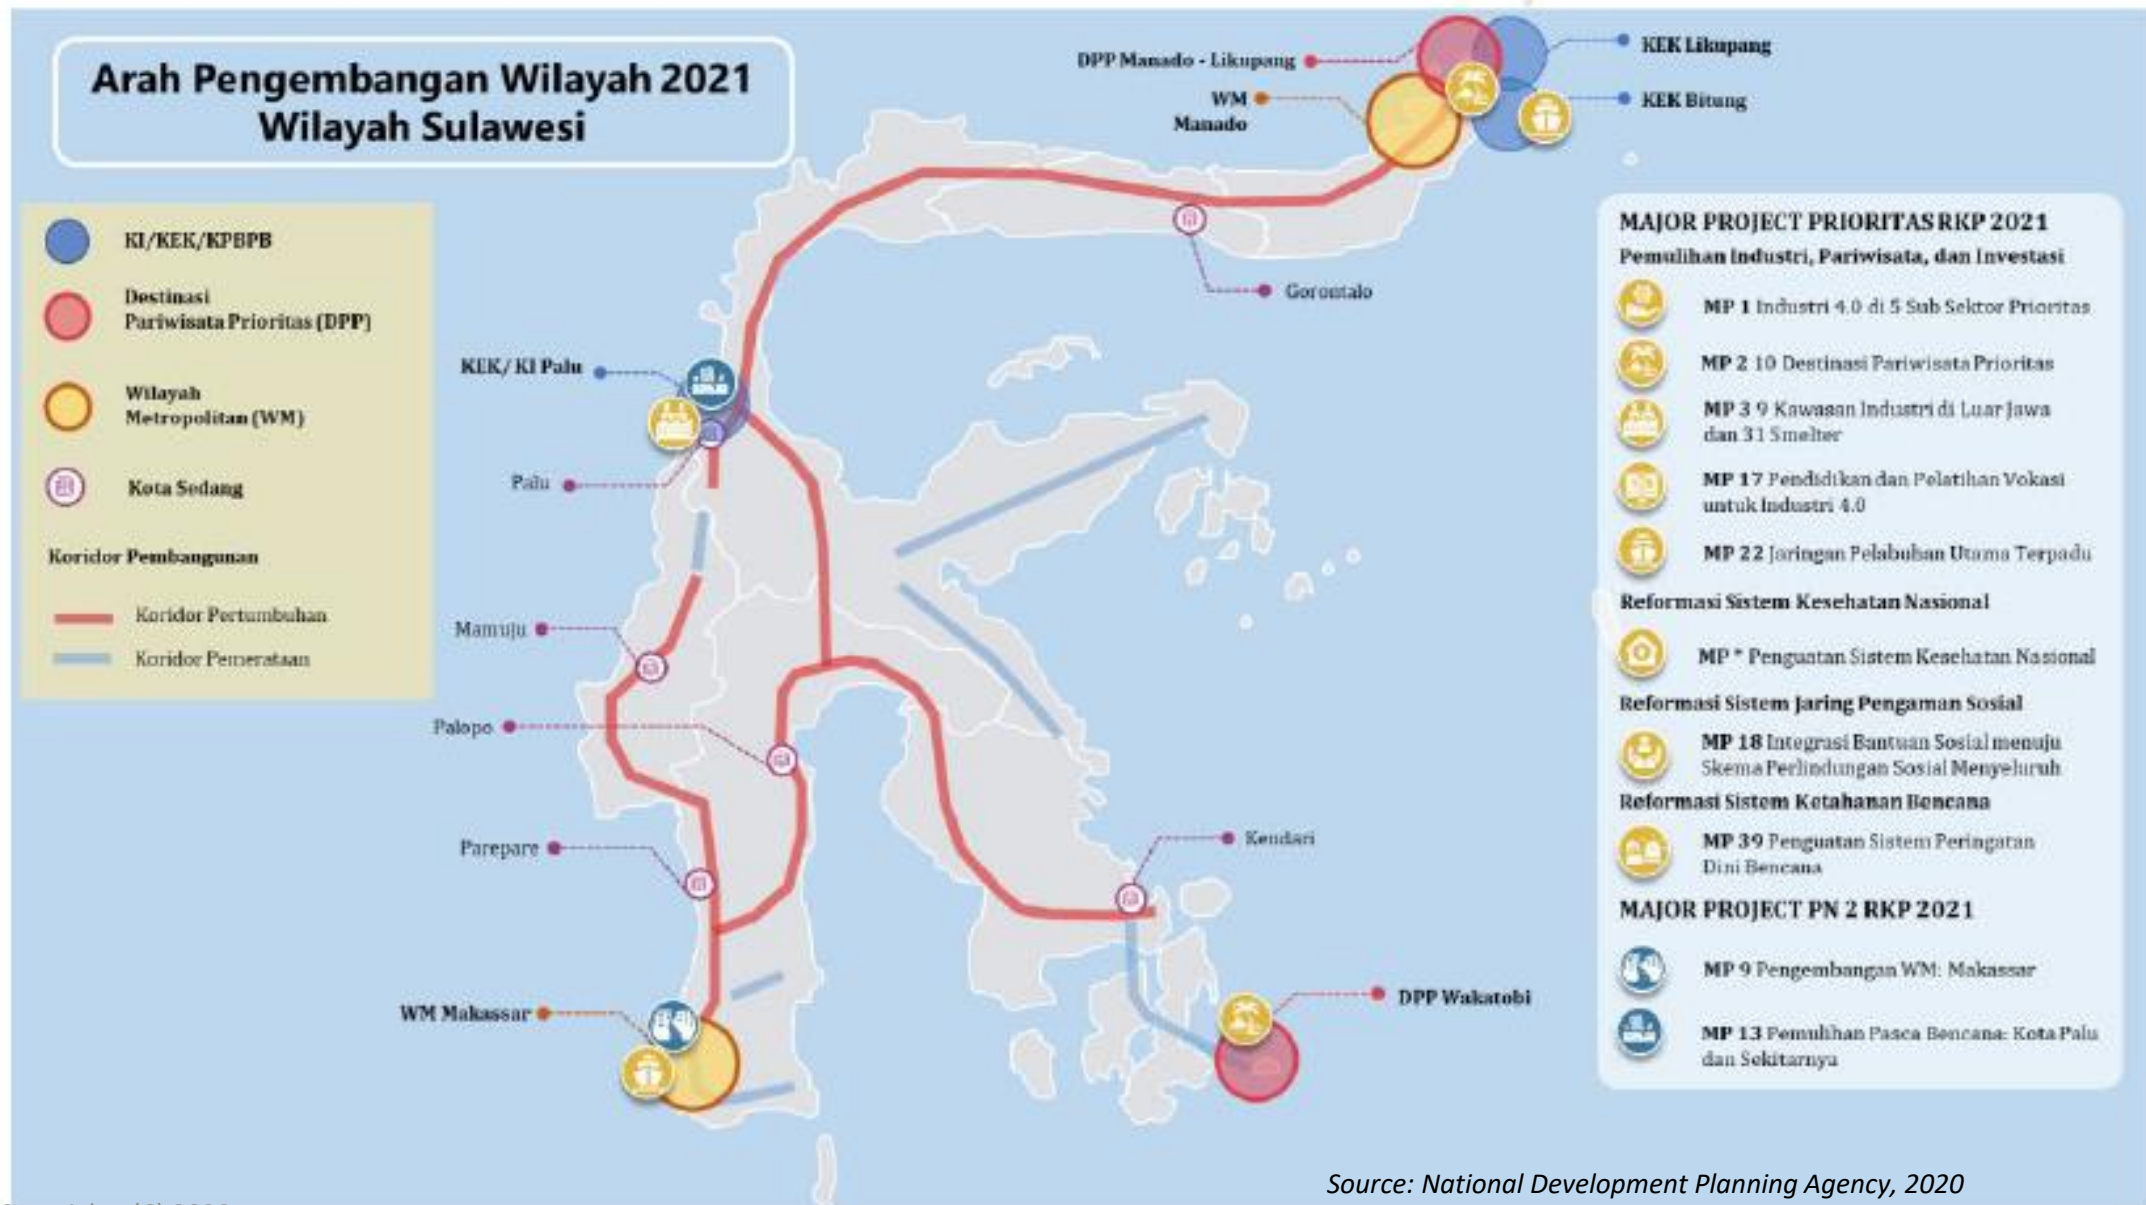 Arah Pengembangan Wilayah 2021
Wilayah Sulawesi
KI/KEK/KPBPB
Destinasi
Pariwisata Prioritas (DPP)
Wilayah
Metropolitan (WM)
Kota Sedang
Koridor Pembangunan
Koridor Pertumbuhan
Koridor Pemerataan
DPP Manado - Likupang
WM
Manado
KEK Likupang
KEK Bitung
Gorontalo
KEK/ KI Palu
Palu
Mamuju
Palopo
Parepare
Kendari
WM Makassar
DPP Wakatobi
MAJOR PROJECT PRIORITAS RKP 2021
Pemulihan Industri, Pariwisata, dan Investasi
MP 1 Industri 4.0 di 5 Sub Sektor Prioritas
MP 2 10 Destinasi Pariwisata Prioritas
MP 3 9 Kawasan Industri di Luar Jawa
dan 31 Smelter
MP 17 Pendidikan dan Pelatihan Vokasi
untuk Industri 4.0
MP 22 Jaringan Pelabuhan Utama Terpadu
Reformasi Sistem Kesehatan Nasional
MP * Penguatan Sistem Kesehatan Nasional
Reformasi Sistem Jaring Pengaman Sosial
MP 18 Integrasi Bantuan Sosial menuju
Skema Perlindungan Sosial Menyeluruh
Reformasi Sistem Ketahanan Bencana
MP 39 Penguatan Sistem Peringatan
Dini Bencana
MAJOR PROJECT PN 2 RKP 2021
MP 9 Pengembangan WM: Makassar
MP 13 Pemulihan Pasca Bencana: Kota Palu
dan Sekitarnya
Source: National Development Planning Agency, 2020